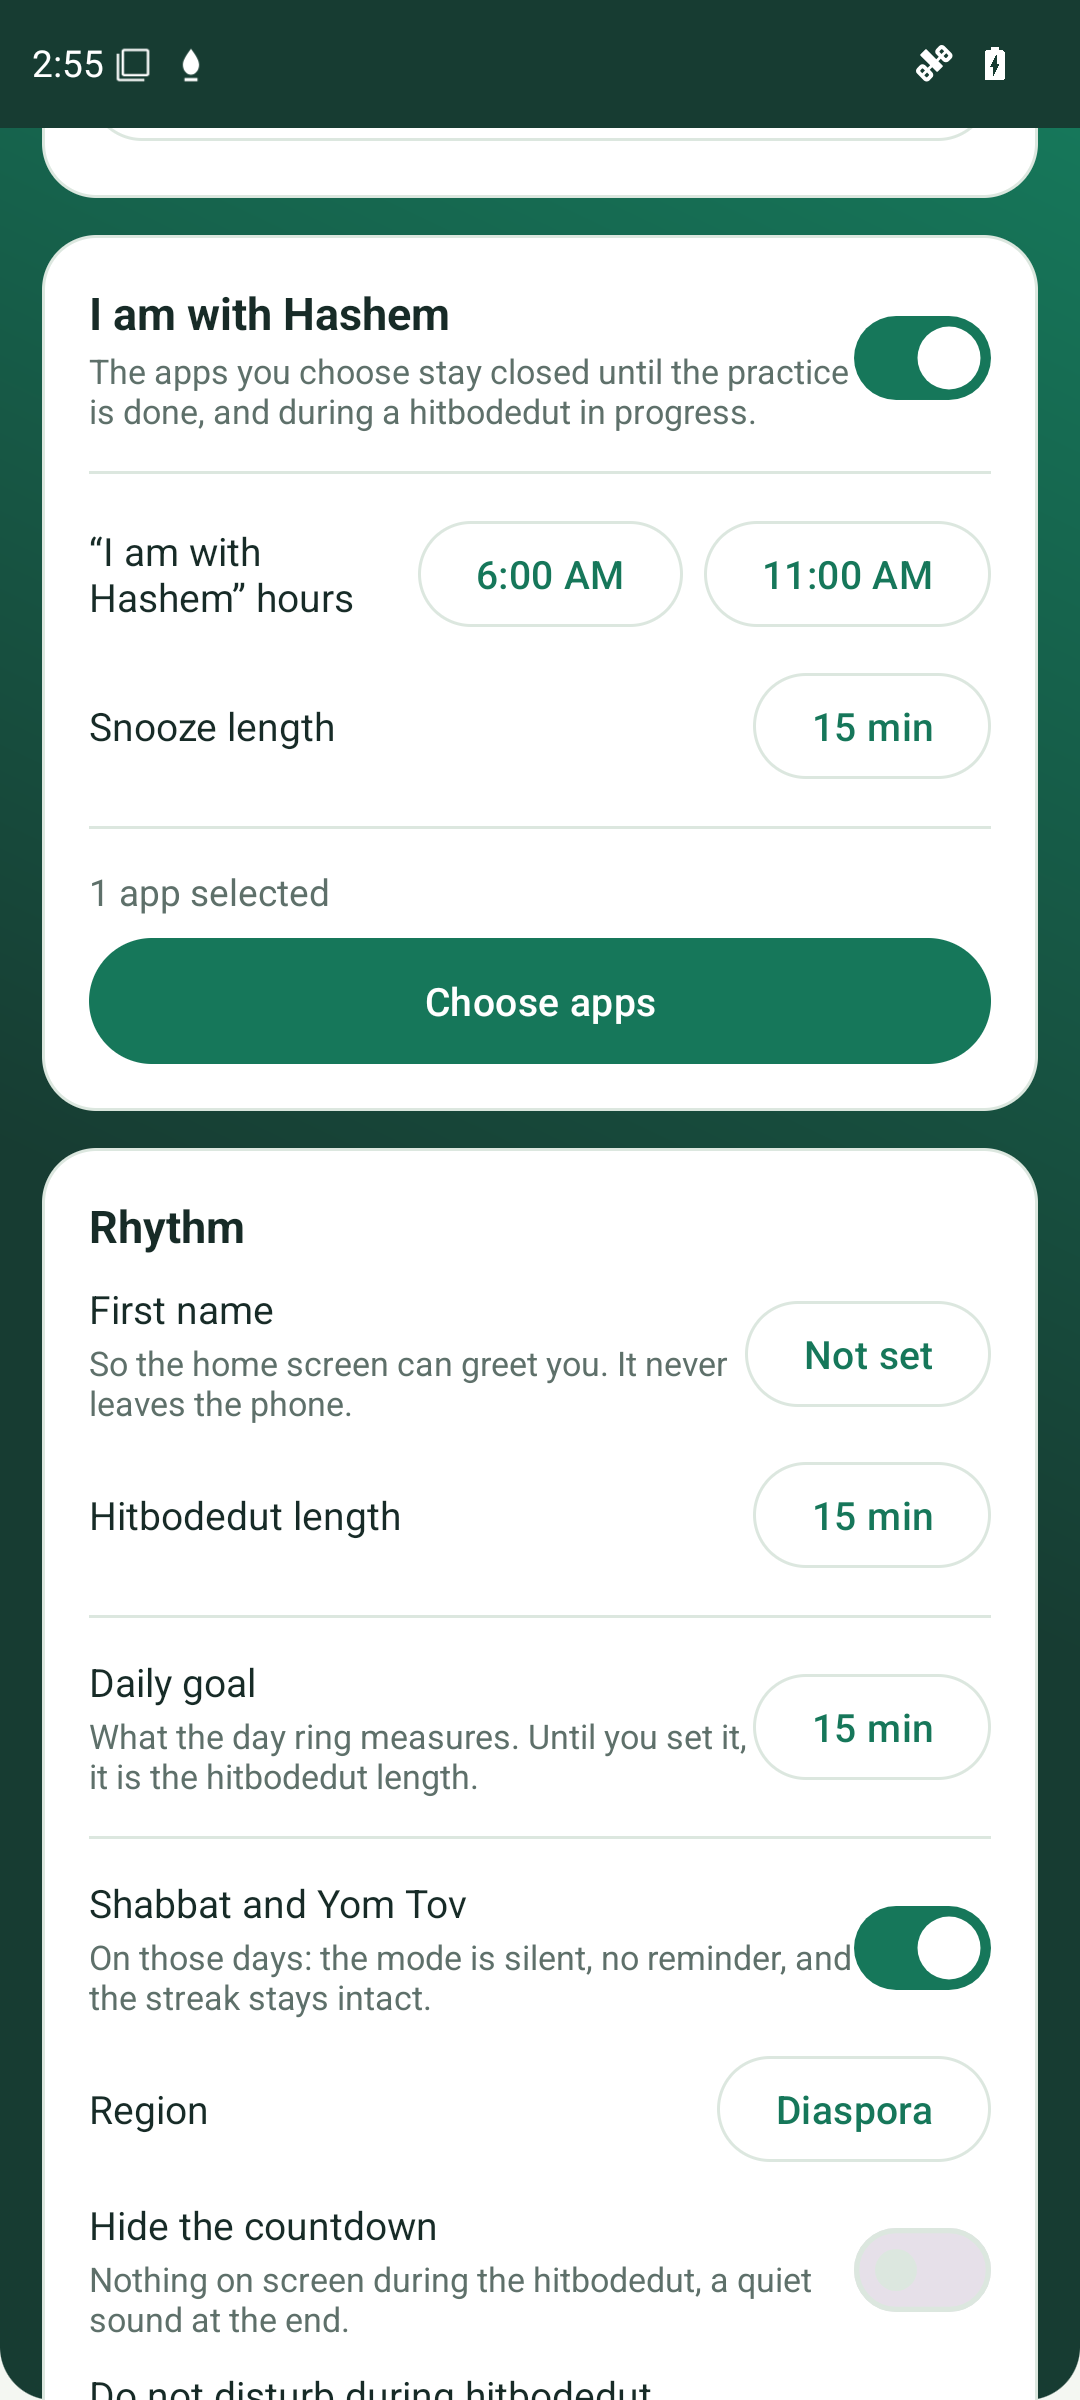 2:55
I am with Hashem
The apps you choose stay closed until the practice
is done, and during a hitbodedut in progress.
“I am with
Hashem” hours
6:00 AM
11:00 AM
Snooze length
15 min
1 app selected
Choose apps
Rhythm
First name
So the home screen can greet you. It never
leaves the phone.
Not set
Hitbodedut length
15 min
Daily goal
What the day ring measures. Until you set it,
it is the hitbodedut length.
15 min
Shabbat and Yom Tov
On those days: the mode is silent, no reminder, and
the streak stays intact.
Region
Diaspora
Hide the countdown
Nothing on screen during the hitbodedut, a quiet
sound at the end.
Do not disturb during hitbodedut